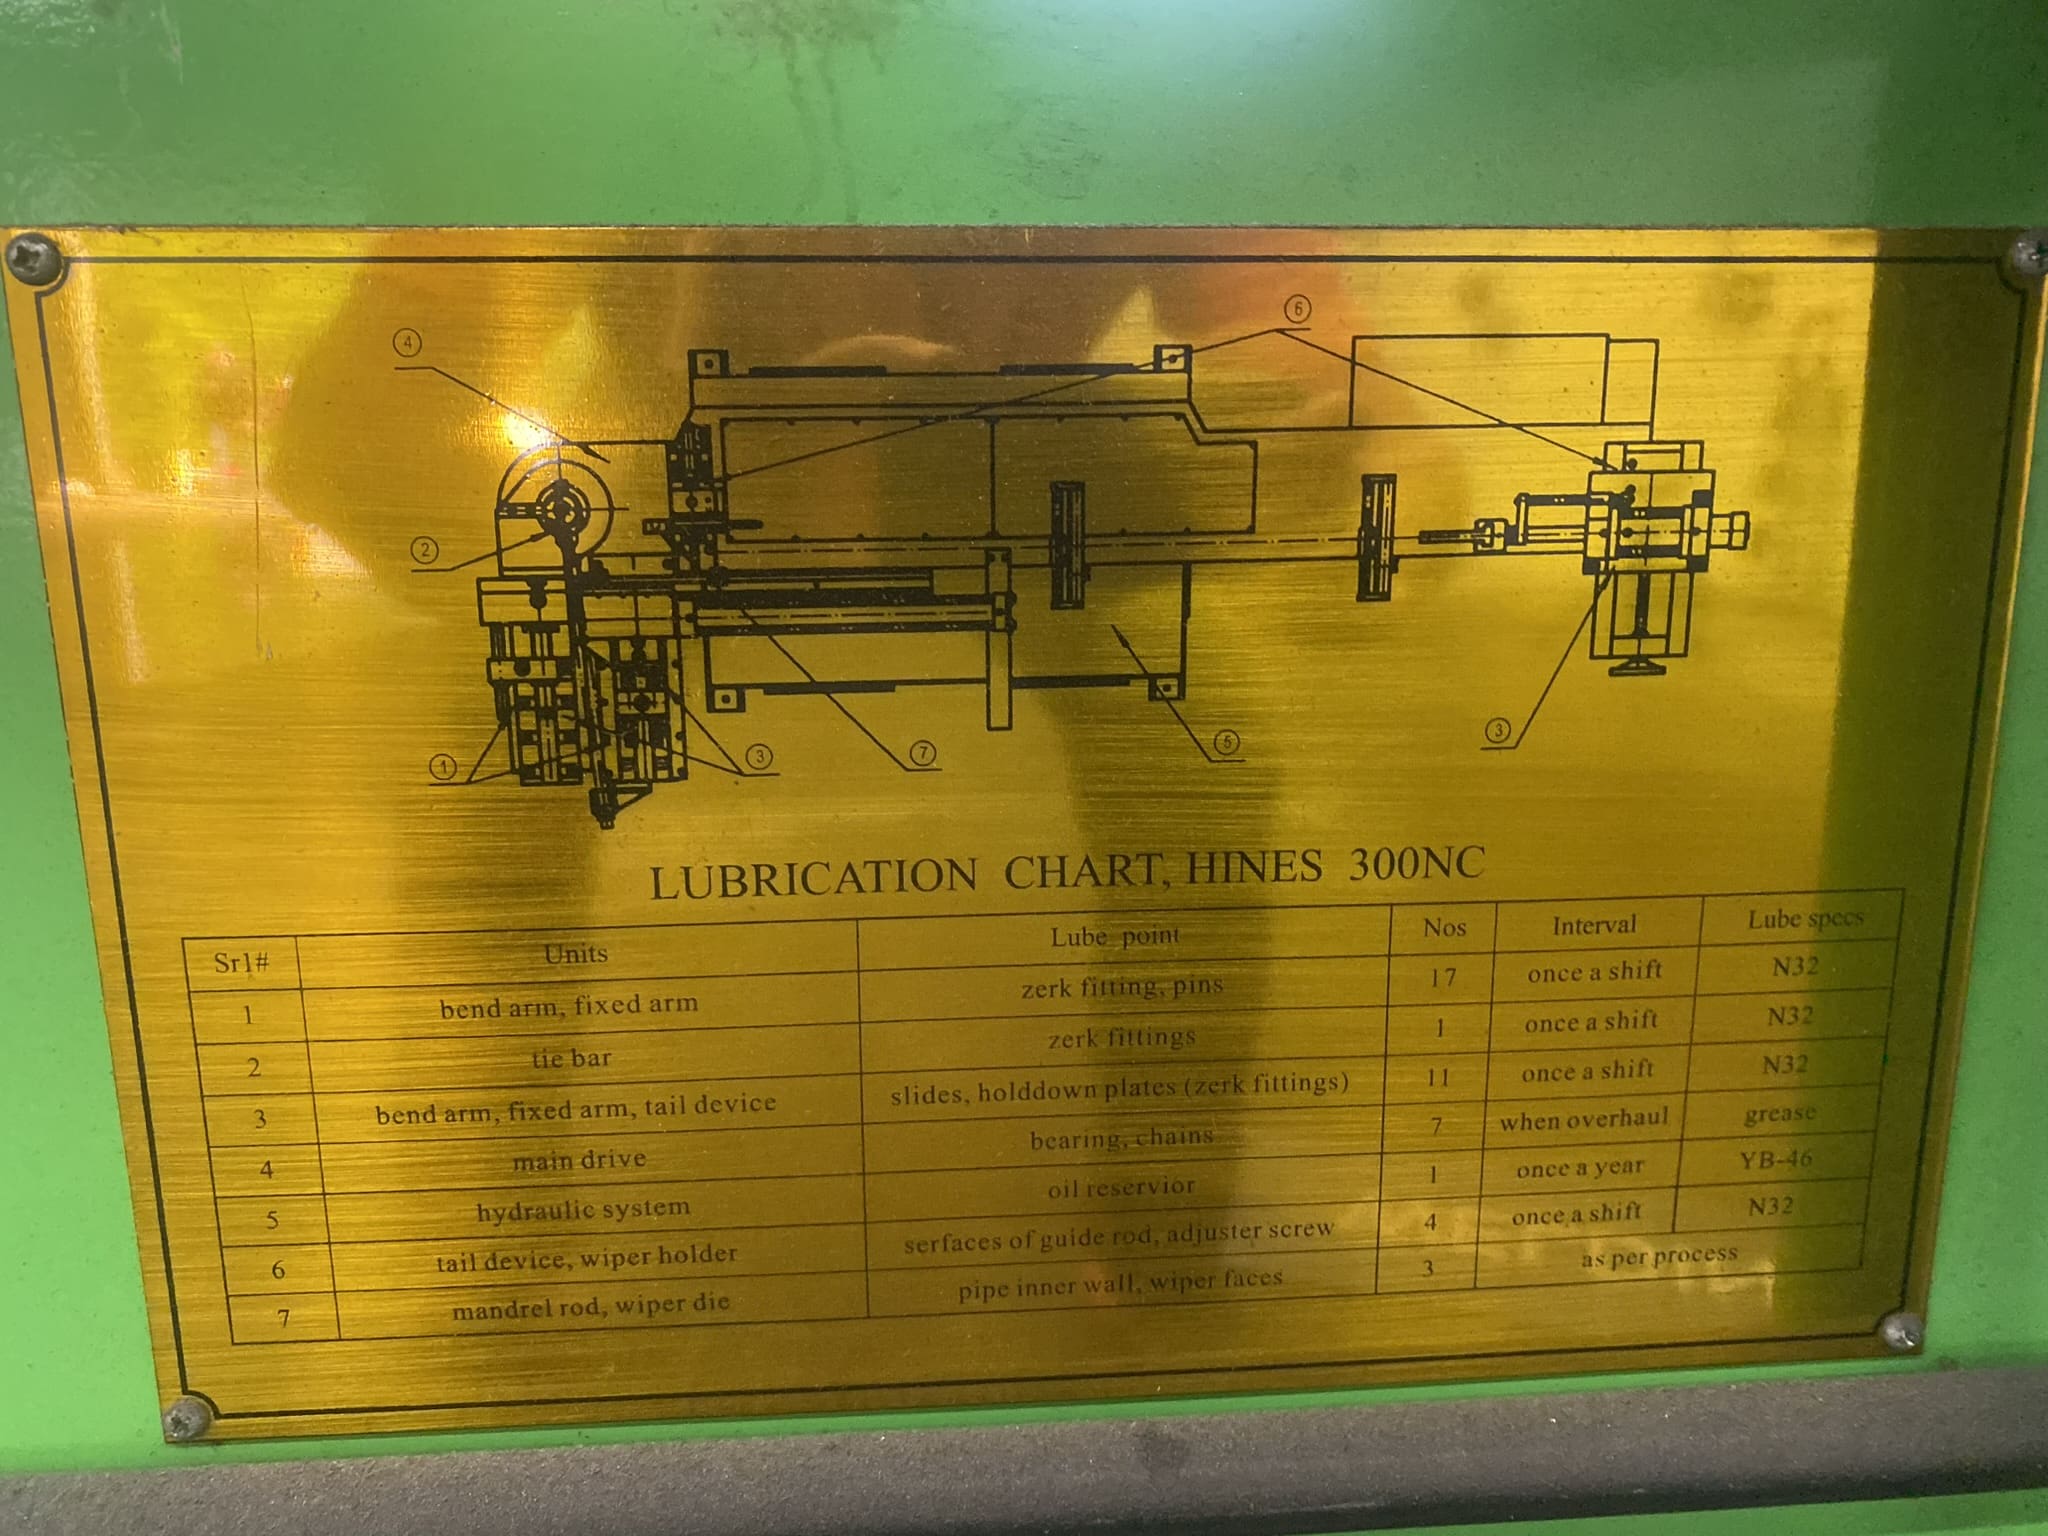 ④
⑥
②
①
③
⑦
⑤
③
LUBRICATION CHART, HINES 300NC
Srl# Units Lube point Nos Interval Lube specs
1 bend arm, fixed arm zerk fitting, pins 17 once a shift N32
2 tie bar zerk fittings 1 once a shift N32
3 bend arm, fixed arm, tail device slides, holddown plates (zerk fittings) 11 once a shift N32
4 main drive bearing, chains 7 when overhaul grease
5 hydraulic system oil reservior 1 once a year YB-46
6 tail device, wiper holder serfaces of guide rod, adjuster screw 4 once a shift N32
7 mandrel rod, wiper die pipe inner wall, wiper faces 3 as per process